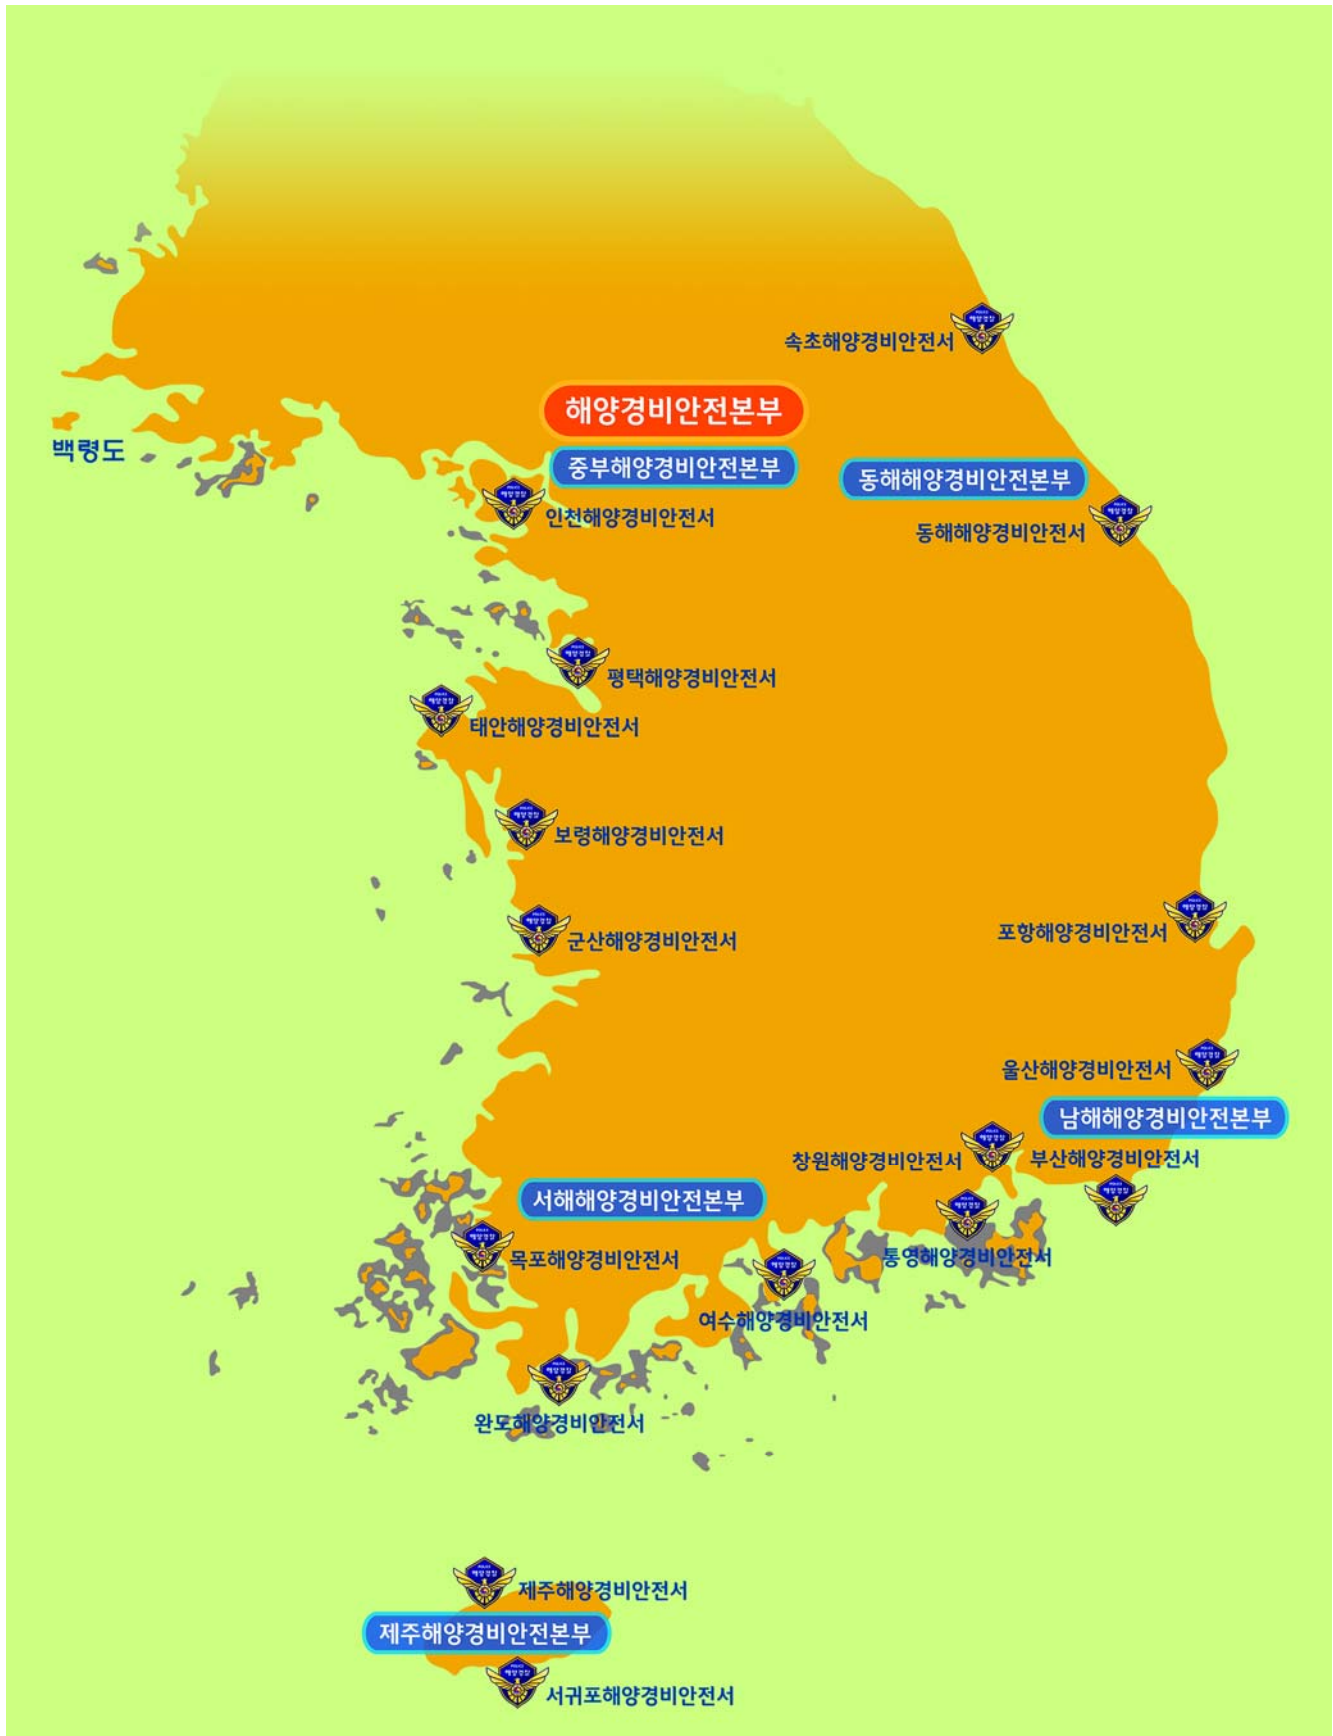 속초해양경비안전서
해양경비안전본부
백령도
중부해양경비안전본부
동해해양경비안전본부
인천해양경비안전서
동해해양경비안전서
평택해양경비안전서
태안해양경비안전서
보령해양경비안전서
군산해양경비안전서
포항해양경비안전서
울산해양경비안전서
남해해양경비안전본부
창원해양경비안전서
부산해양경비안전서
서해해양경비안전본부
목포해양경비안전서
통영해양경비안전서
여수해양경비안전서
완도해양경비안전서
제주해양경비안전서
제주해양경비안전본부
서귀포해양경비안전서